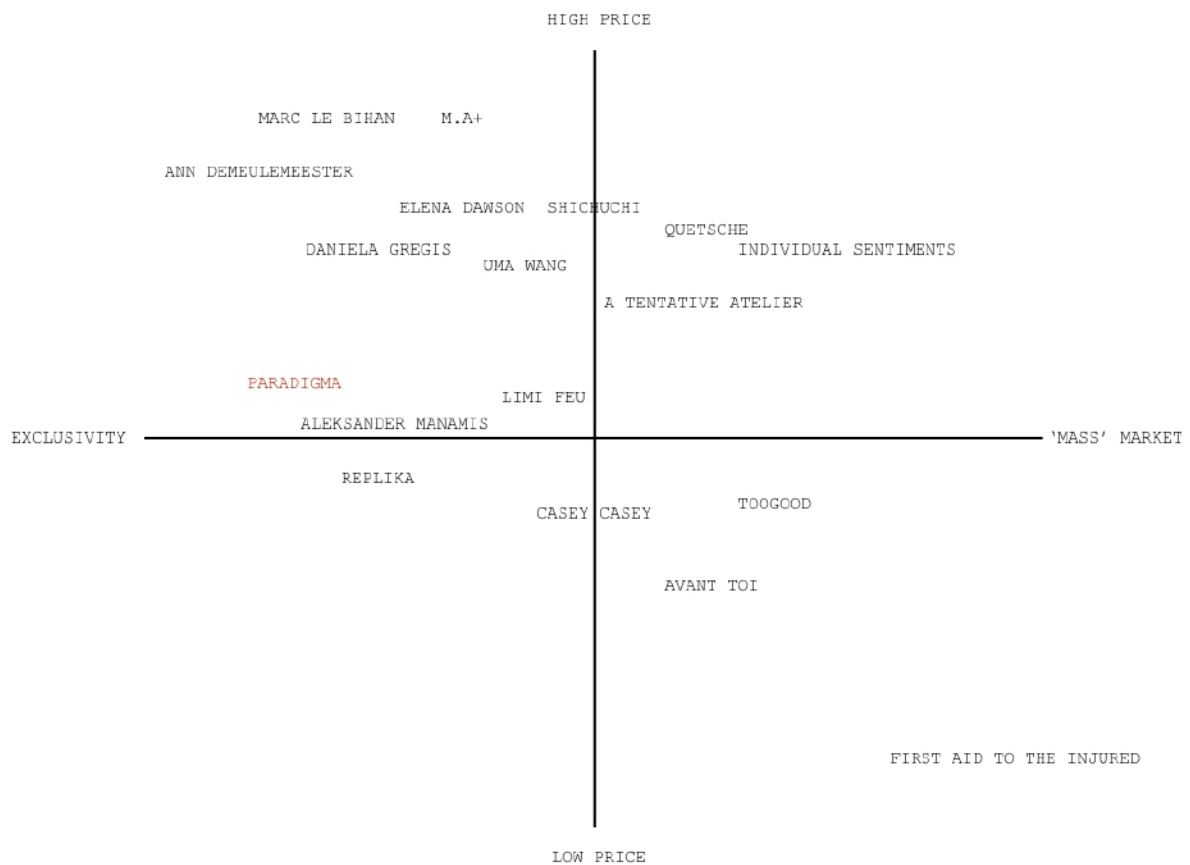 HIGH PRICE
MARC LE BIHAN M.A+
ANN DEMEULEMEESTER
ELENA DAWSON SHICHUCHI
QUETSCHE
DANIELA GREGIS INDIVIDUAL SENTIMENTS
UMA WANG
A TENTATIVE ATELIER
PARADIGMA
LIMI FEU
ALEKSANDER MANAMIS
EXCLUSIVITY 'MASS' MARKET
REPLIKA
TOOGOOD
CASEY CASEY
AVANT TOI
FIRST AID TO THE INJURED
LOW PRICE